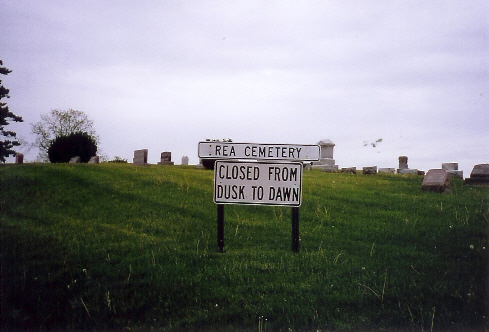 REA CEMETERY
CLOSED FROM
DUSK TO DAWN